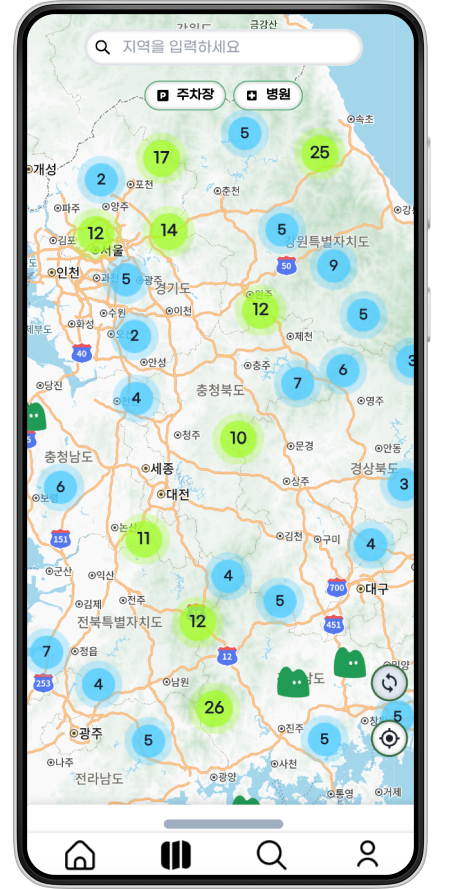 강원도
금강산
지역을 입력하세요
P 주차장
병원
5
속초
17
25
개성
2
포천
춘천
파주
양주
12
14
5
김포
서울
강원특별자치도
인천
50
9
5
광주
경기도
원주
수원
이천
12
5
화성
2
제천
40
안성
충주
3
6
당진
7
충청북도
4
영주
청주
10
문경
안동
충청남도
세종
경상북도
상주
6
대전
3
논산
11
151
김천
구미
4
군산
익산
4
700
대구
김제
전주
5
전북특별자치도
12
451
7
정읍
12
밀양
253
4
남원
도
26
5
광주
5
진주
5
나주
사천
전라남도
광양
통영
거제